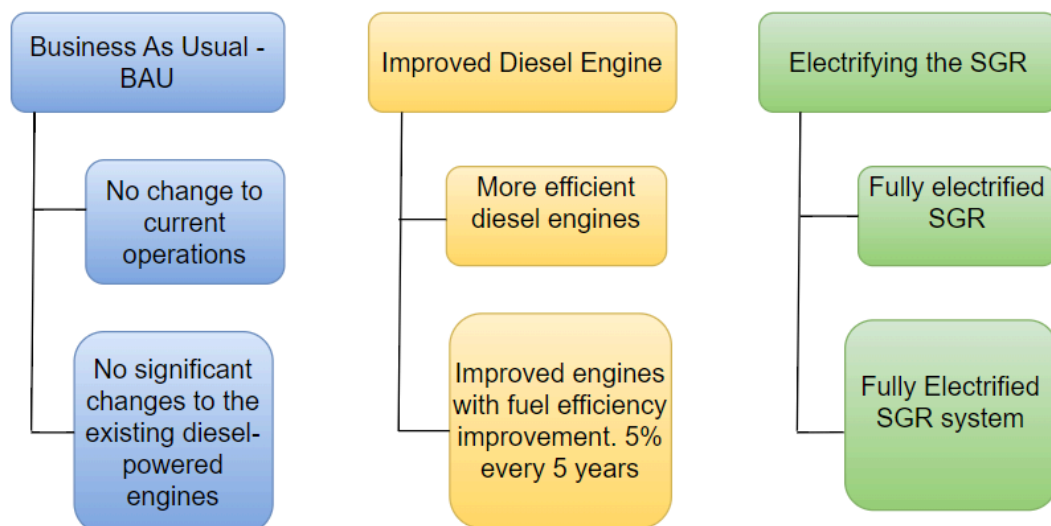 Business As Usual -
BAU
No change to
current
operations
No significant
changes to the
existing diesel-
powered
engines
Improved Diesel Engine
More efficient
diesel engines
Improved engines
with fuel efficiency
improvement. 5%
every 5 years
Electrifying the SGR
Fully electrified
SGR
Fully Electrified
SGR system